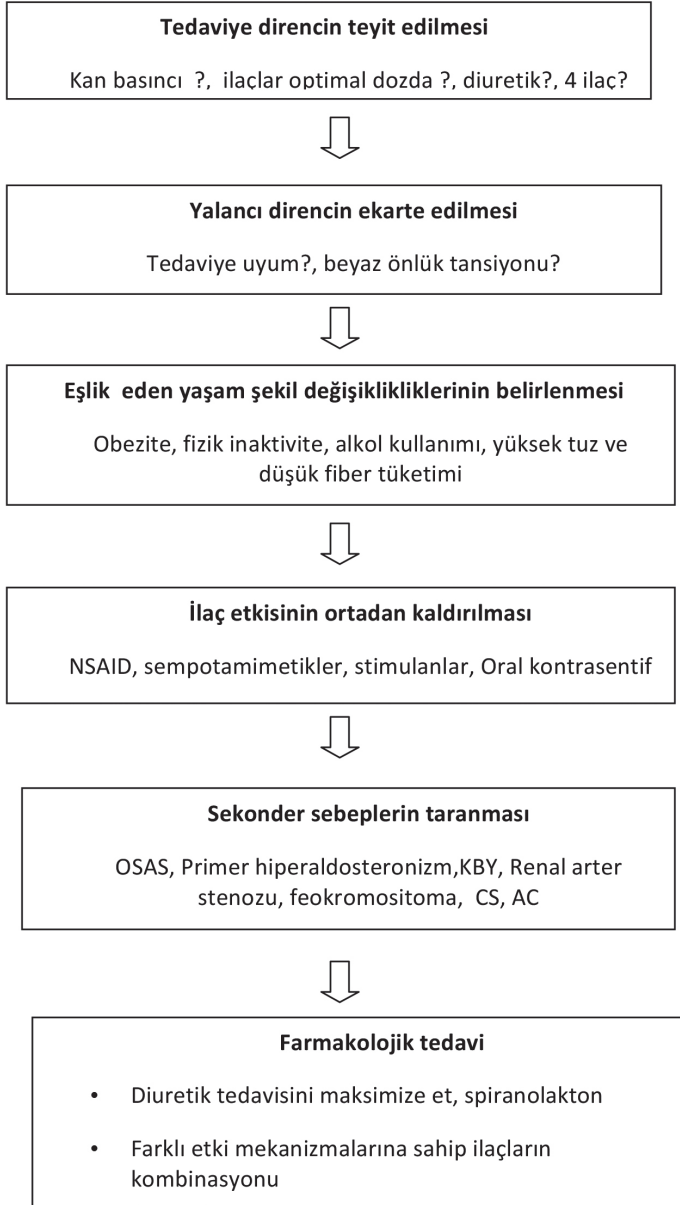 Tedaviye direncin teyit edilmesi
Kan basıncı ?, ilaçlar optimal dozda ?, diuretik?, 4 ilaç?
Yalancı direncin ekarte edilmesi
Tedaviye uyum?, beyaz önlük tansiyonu?
Eşlik eden yaşam şekil değişiklikliklerinin belirlenmesi
Obezite, fizik inaktivite, alkol kullanımı, yüksek tuz ve
düşük fiber tüketimi
İlaç etkisinin ortadan kaldırılması
NSAID, sempotamimetikler, stimulanlar, Oral kontrasentif
Sekonder sebeplerin taranması
OSAS, Primer hiperaldosteronizm,KBY, Renal arter
stenozu, feokromositoma, CS, AC
Farmakolojik tedavi
• Diuretik tedavisini maksimize et, spiranolakton
• Farklı etki mekanizmalarına sahip ilaçların
kombinasyonu